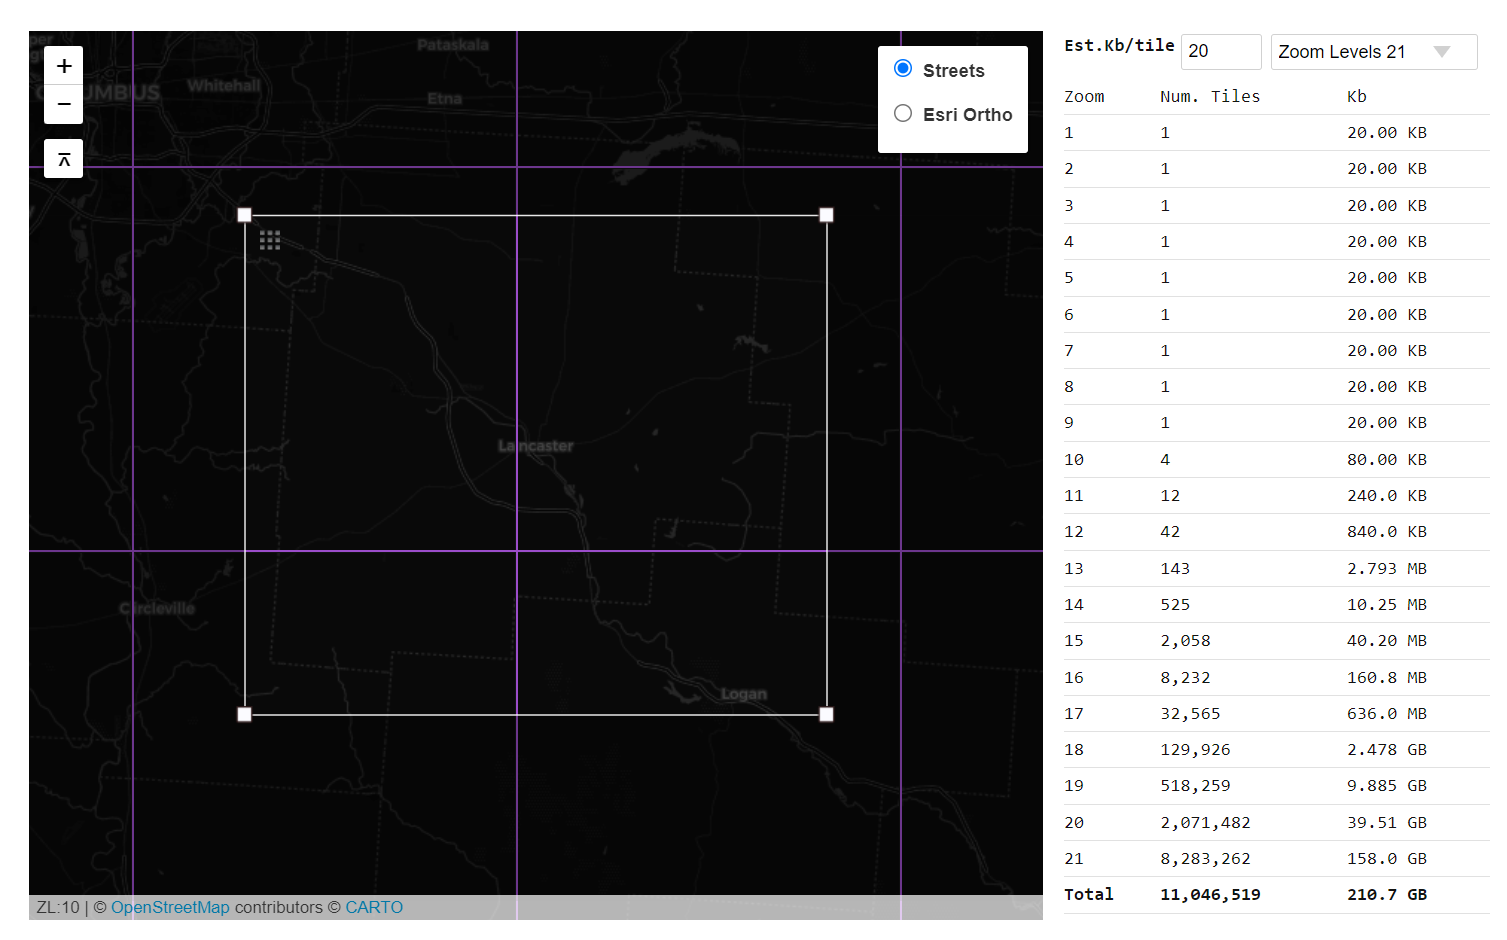 Pataskala
Whitehall
UMBUS
Etna
Lancaster
Circleville
Logan
+
−
Streets
Esri Ortho
ZL:10 | © OpenStreetMap contributors © CARTO
Est.Kb/tile 20 Zoom Levels 21
Zoom Num. Tiles Kb
1 1 20.00 KB
2 1 20.00 KB
3 1 20.00 KB
4 1 20.00 KB
5 1 20.00 KB
6 1 20.00 KB
7 1 20.00 KB
8 1 20.00 KB
9 1 20.00 KB
10 4 80.00 KB
11 12 240.0 KB
12 42 840.0 KB
13 143 2.793 MB
14 525 10.25 MB
15 2,058 40.20 MB
16 8,232 160.8 MB
17 32,565 636.0 MB
18 129,926 2.478 GB
19 518,259 9.885 GB
20 2,071,482 39.51 GB
21 8,283,262 158.0 GB
Total 11,046,519 210.7 GB